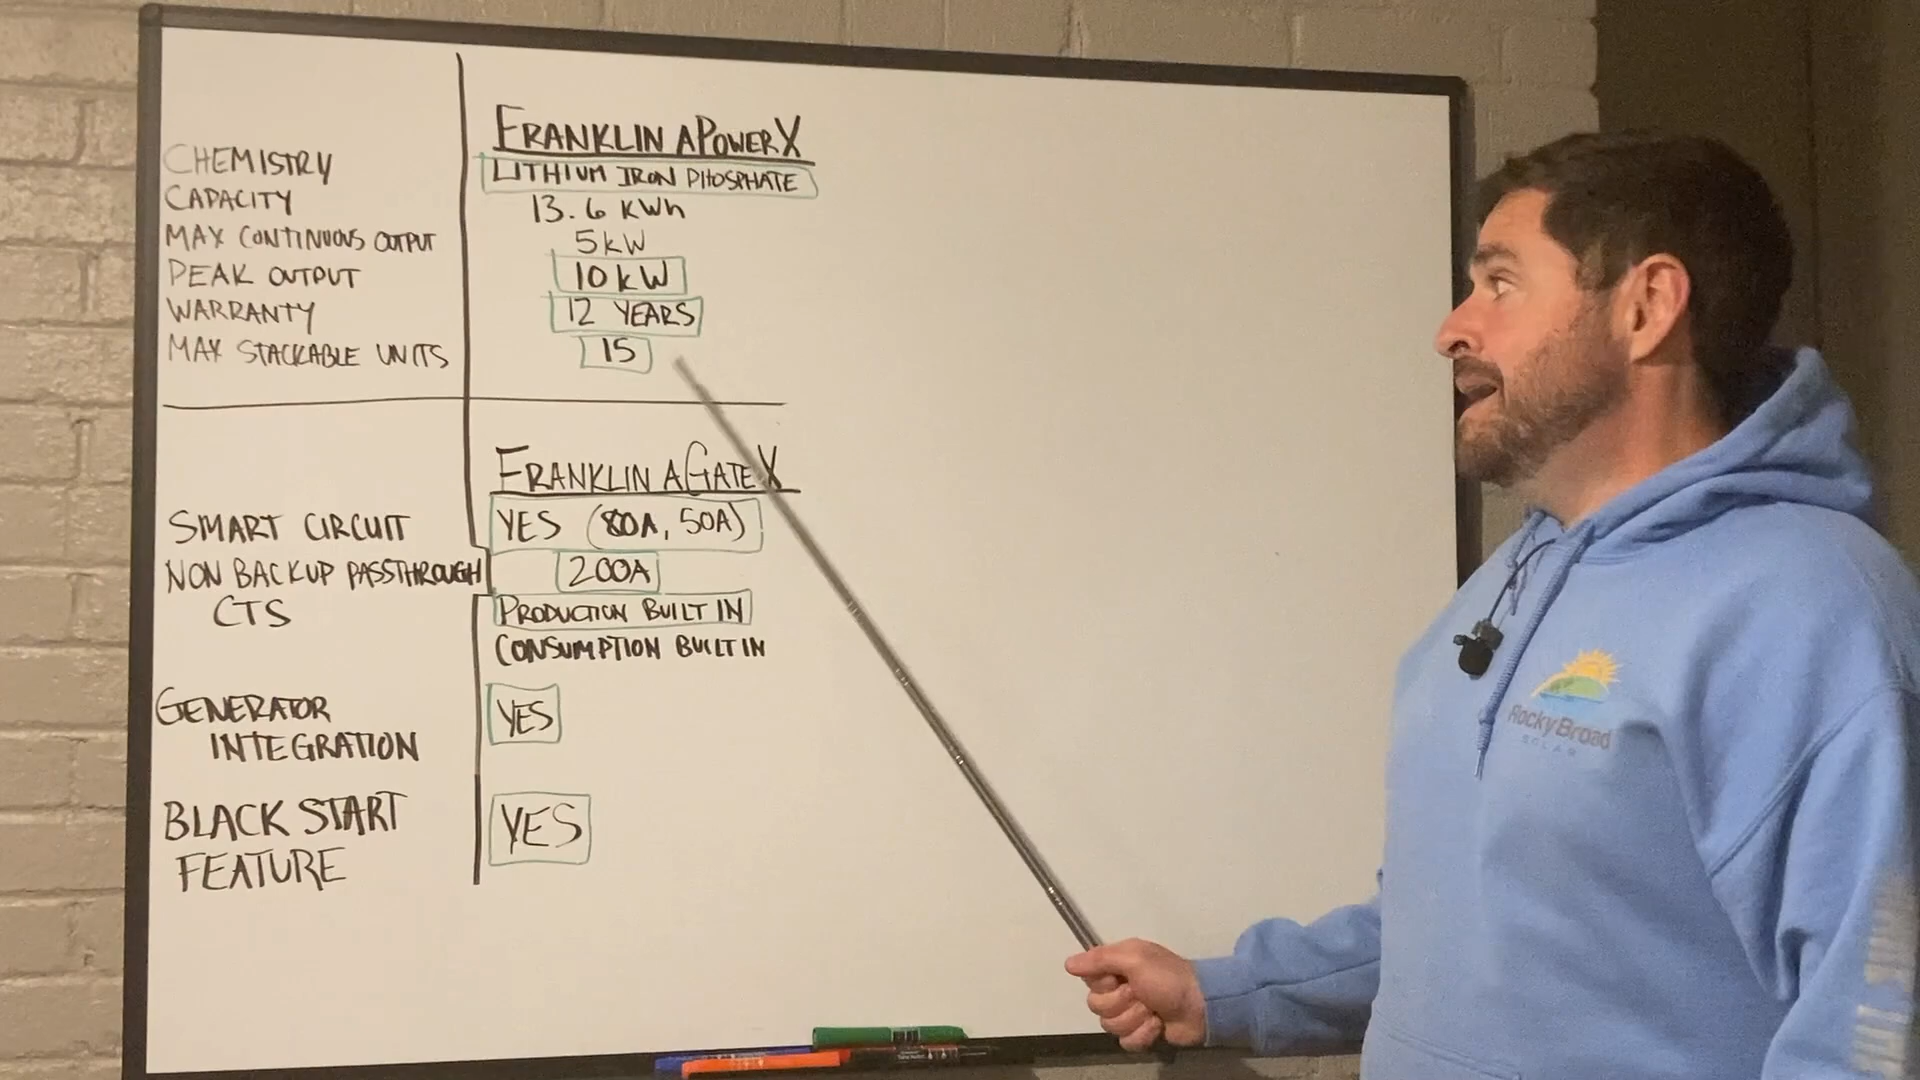 FRANKLIN APOWER X
CHEMISTRY LITHIUM IRON PHOSPHATE
CAPACITY 13.6 KWh
MAX CONTINUOUS OUTPUT 5KW
PEAK OUTPUT 10KW
WARRANTY 12 YEARS
MAX STACKABLE UNITS 15
FRANKLIN AGATE X
SMART CIRCUIT YES (80A, 50A)
NON BACKUP PASSTHROUGH 200A
CTS PRODUCTION BUILT IN
CONSUMPTION BUILT IN
GENERATOR YES
INTEGRATION
BLACK START YES
FEATURE
Rocky Broad
SOLAR